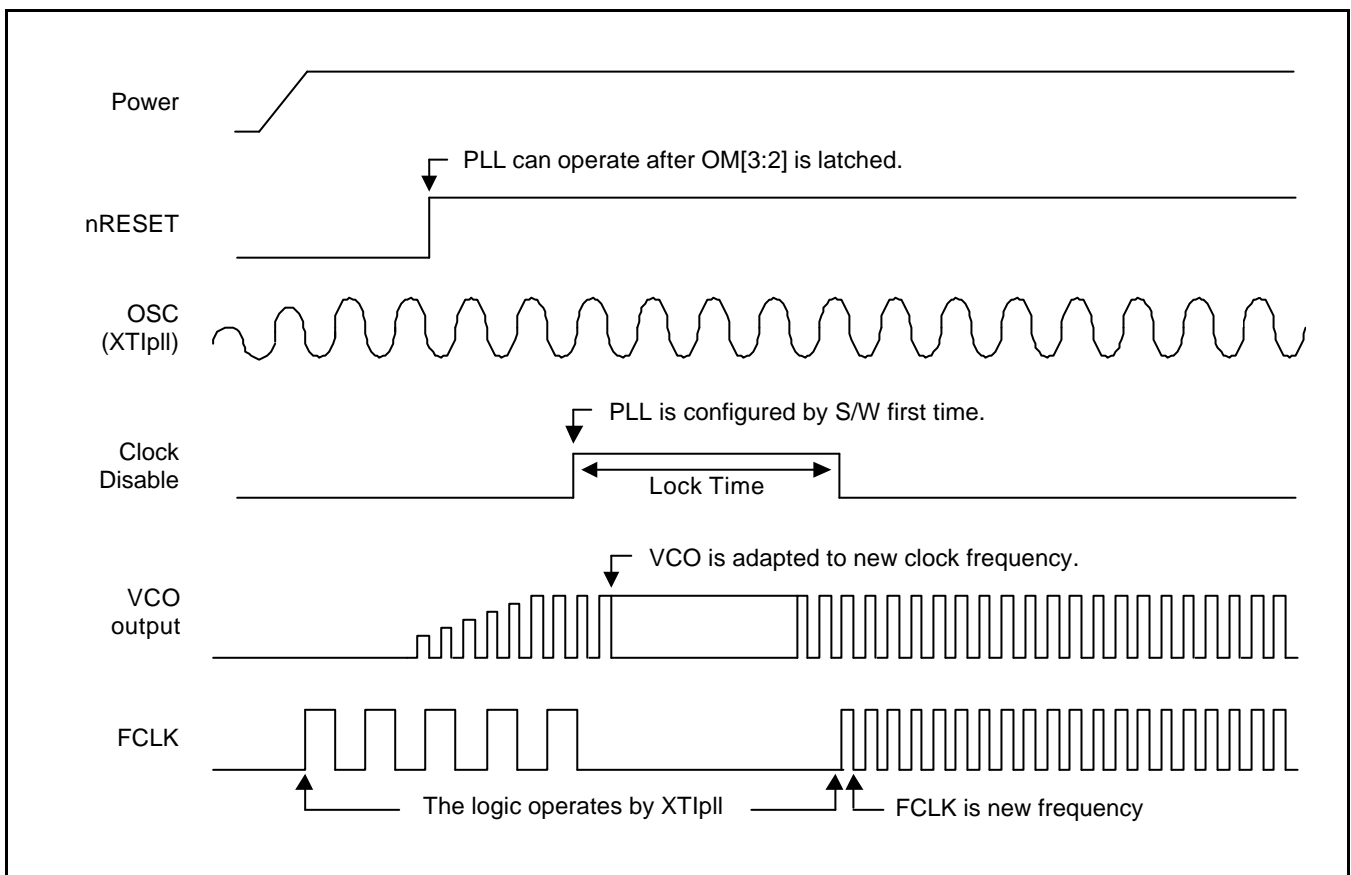 Power
PLL can operate after OM[3:2] is latched.
nRESET
OSC
(XTIpll)
PLL is configured by S/W first time.
Clock
Disable
Lock Time
VCO is adapted to new clock frequency.
VCO
output
FCLK
The logic operates by XTIpll
FCLK is new frequency